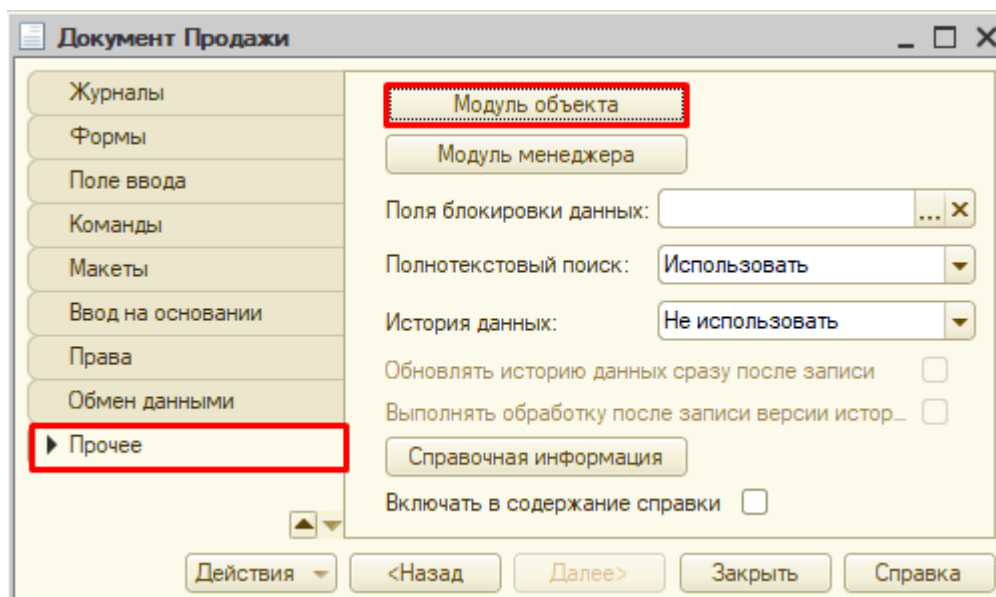 Документ Продажи
Журналы
Формы
Поле ввода
Команды
Макеты
Ввод на основании
Права
Обмен данными
Прочее
Модуль объекта
Модуль менеджера
Поля блокировки данных:
...
Полнотекстовый поиск: Использовать
История данных: Не использовать
Обновлять историю данных сразу после записи
Выполнять обработку после записи версии истор...
Справочная информация
Включать в содержание справки
Действия <Назад Далее> Закрыть Справка